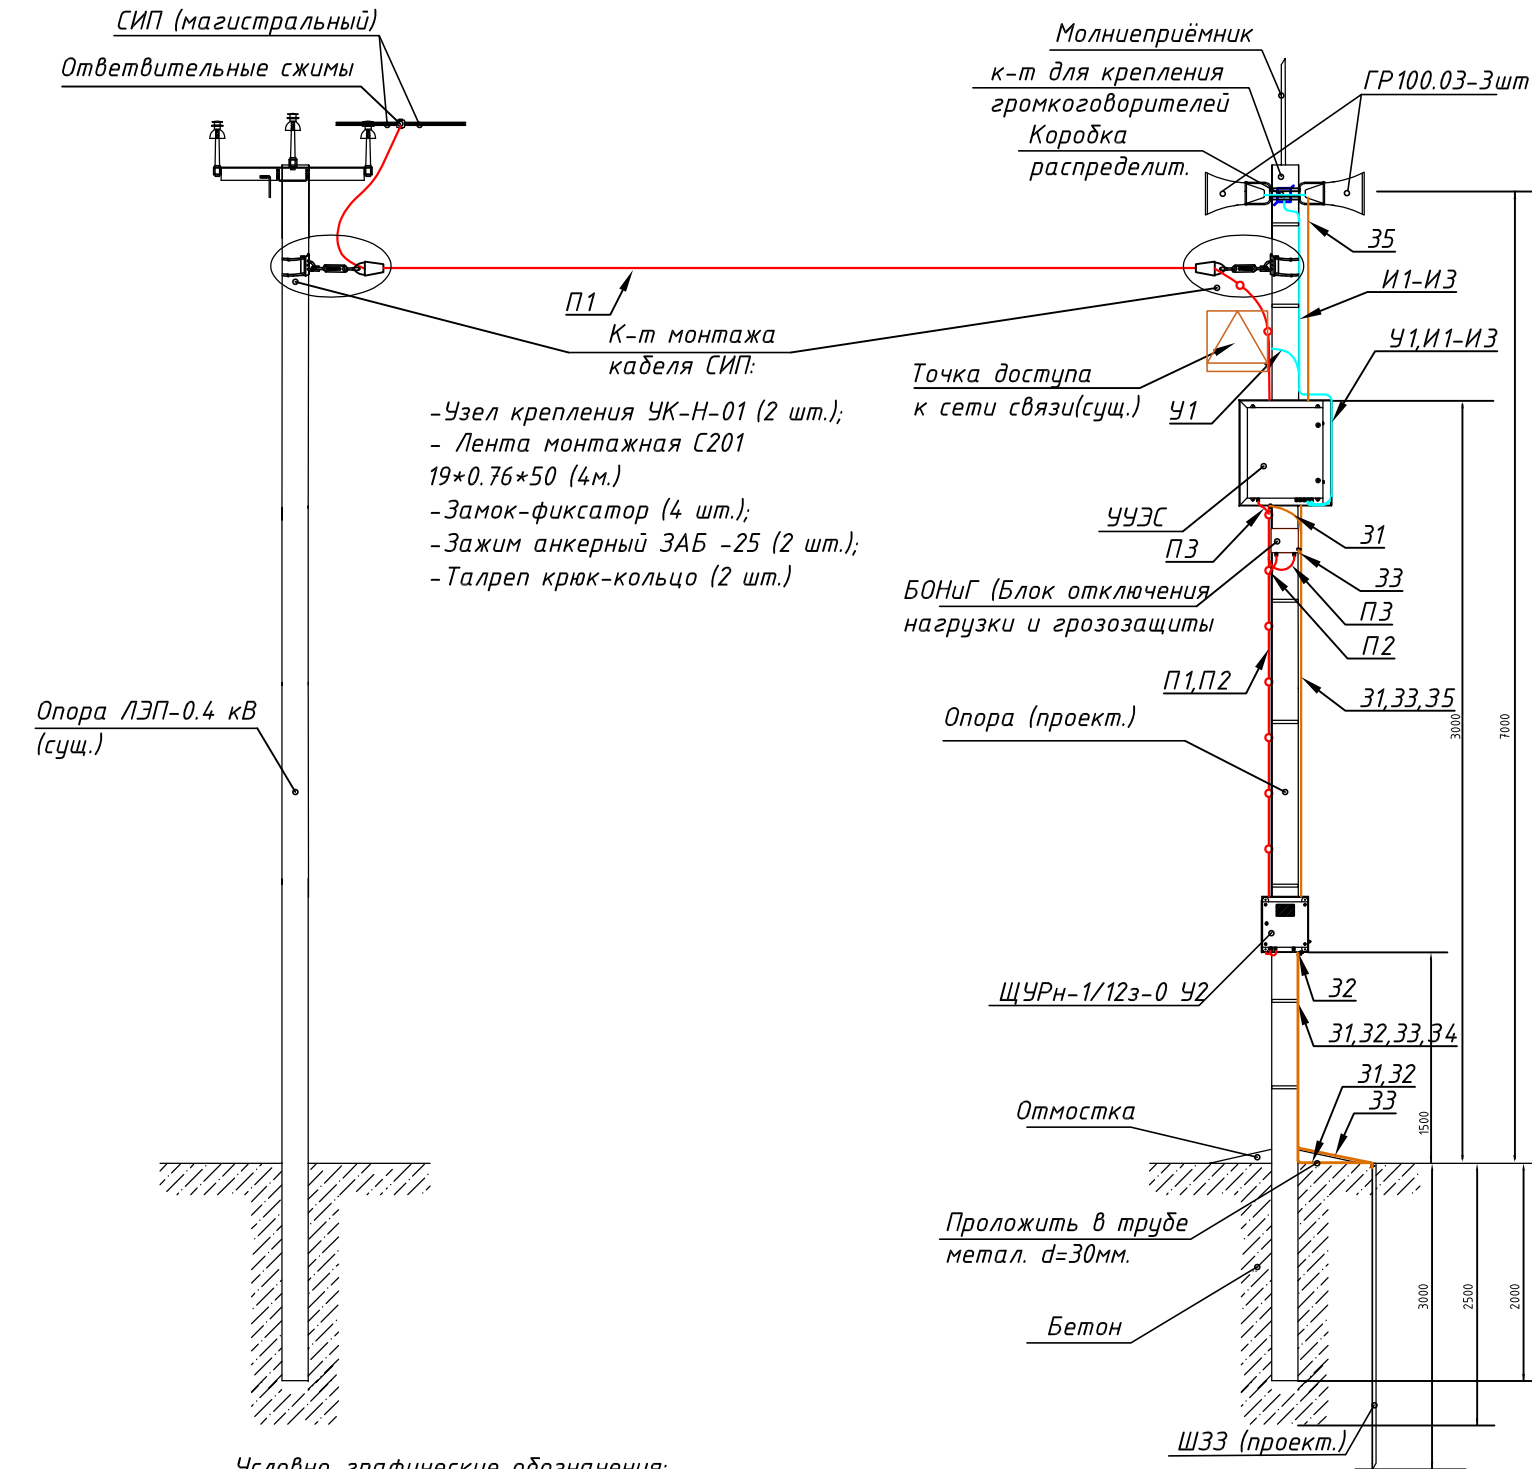 СИП (магистральный)
Ответвительные сжимы
Молниеприёмник
к-т для крепления
громкоговорителей
Коробка
распределит.
ГР100.03-3шт
35
И1-И3
У1,И1-И3
П1
К-т монтажа
кабеля СИП:
-Узел крепления УК-Н-01 (2 шт.);
- Лента монтажная С201
19*0.76*50 (4м.)
-Замок-фиксатор (4 шт.);
-Зажим анкерный ЗАБ -25 (2 шт.);
-Талреп крюк-кольцо (2 шт.)
Точка доступа
к сети связи(сущ.)
У1
УУЭС
П3
З1
З3
БОНиГ (Блок отключения
нагрузки и грозозащиты
П3
П2
П1,П2
З1,З3,З5
Опора ЛЭП-0.4 кВ
(сущ.)
Опора (проект.)
3000
7000
ЩУРн-1/12з-0 У2
З2
З1,З2,З3,З4
З1,З2
З3
1500
Отмостка
Проложить в трубе
метал. d=30мм.
Бетон
3000
2500
2000
ШЗЗ (проект.)
Условно графические обозначения: